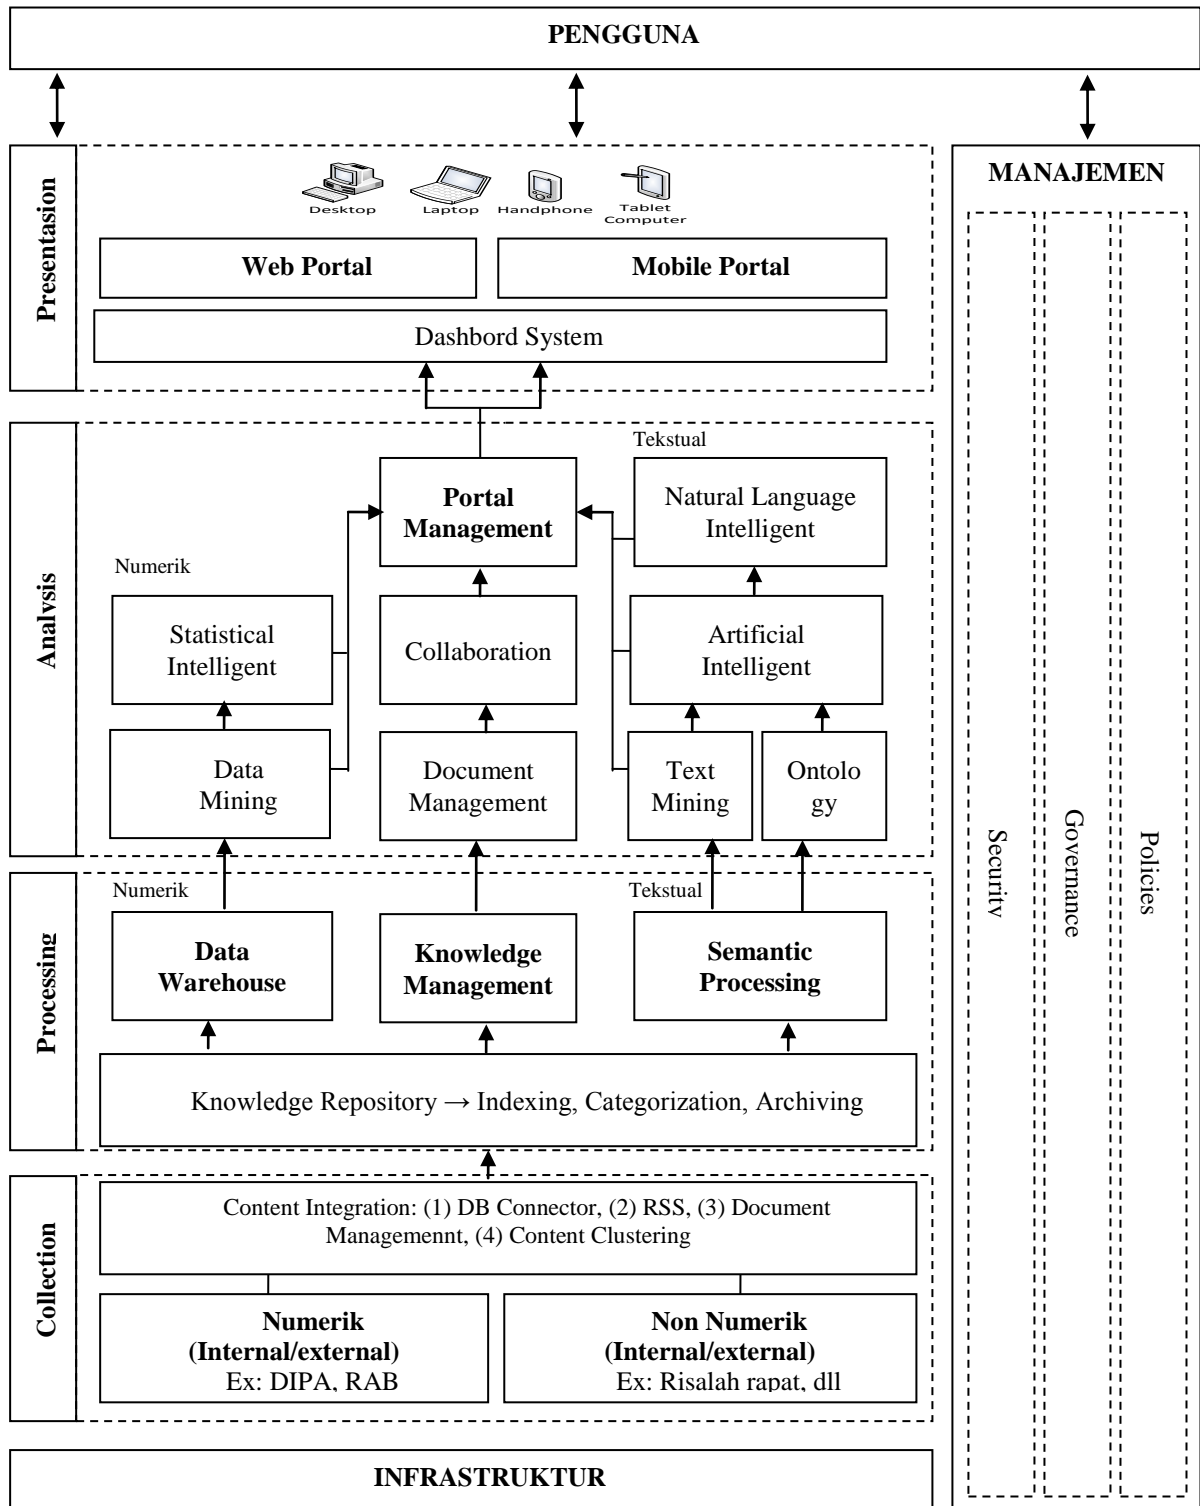 PENGGUNA
Presentasion
Desktop
Laptop
Handphone
Tablet
Computer
Web Portal
Mobile Portal
Dashbord System
MANAJEMEN
Security
Governance
Policies
Analysis
Tekstual
Portal
Management
Natural Language
Intelligent
Numerik
Statistical
Intelligent
Collaboration
Artificial
Intelligent
Data
Mining
Document
Management
Text
Mining
Ontolo
gy
Processing
Numerik
Tekstual
Data
Warehouse
Knowledge
Management
Semantic
Processing
Knowledge Repository → Indexing, Categorization, Archiving
Collection
Content Integration: (1) DB Connector, (2) RSS, (3) Document
Managemennt, (4) Content Clustering
Numerik
(Internal/external)
Ex: DIPA, RAB
Non Numerik
(Internal/external)
Ex: Risalah rapat, dll
INFRASTRUKTUR